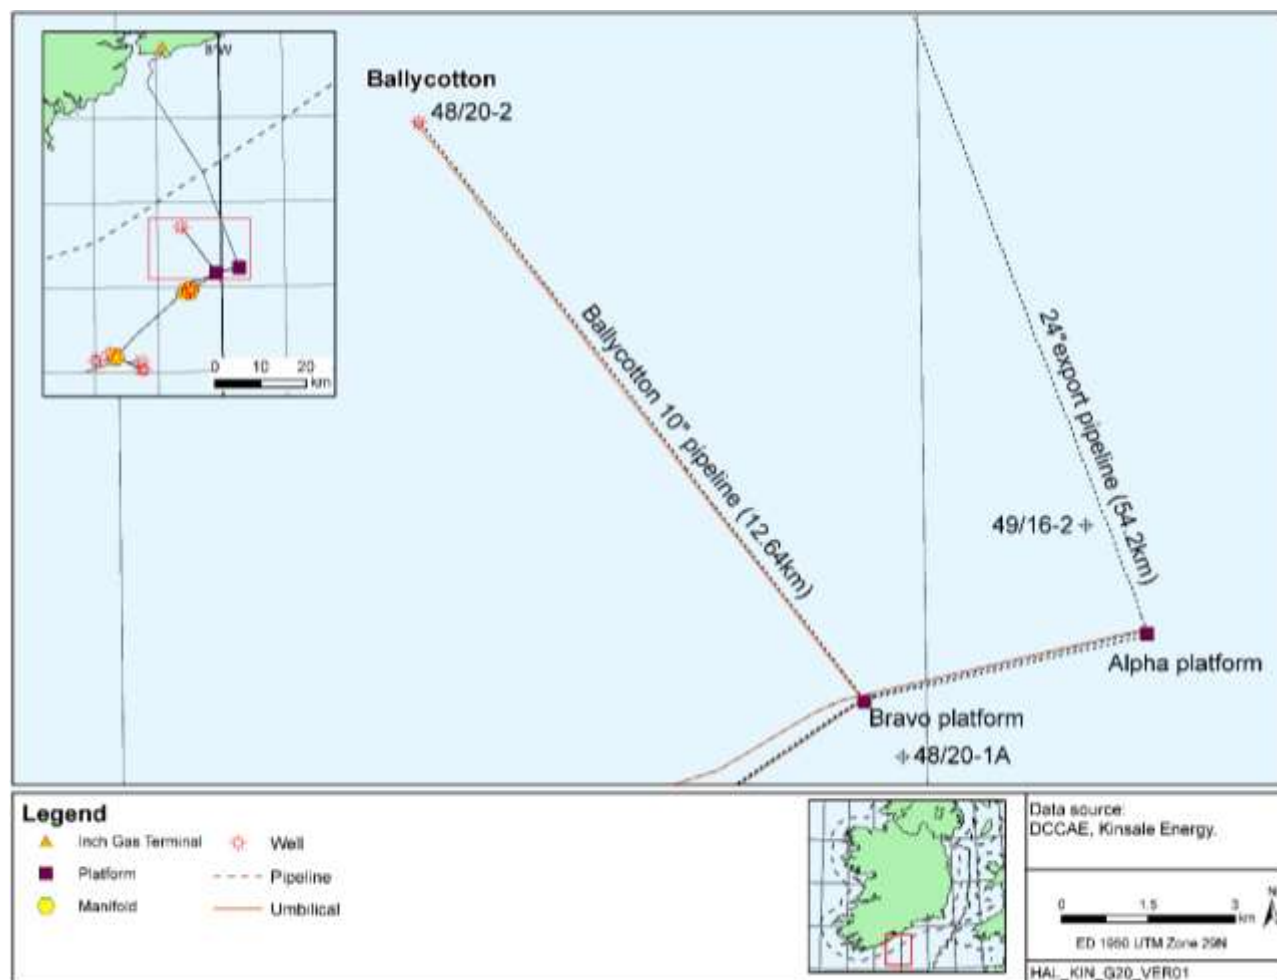 8°W
0 10 20
km
Ballycotton
48/20-2
Ballycotton 10" pipeline (12.64km)
24"export pipeline (54.2km)
49/16-2
Alpha platform
Bravo platform
48/20-1A
Legend
Inch Gas Terminal
Well
Platform
Pipeline
Manifold
Umbilical
Data source:
DCCAE, Kinsale Energy.
N
0 1.5 3
km
ED 1950 UTM Zone 29N
HAL_KIN_G20_VER01